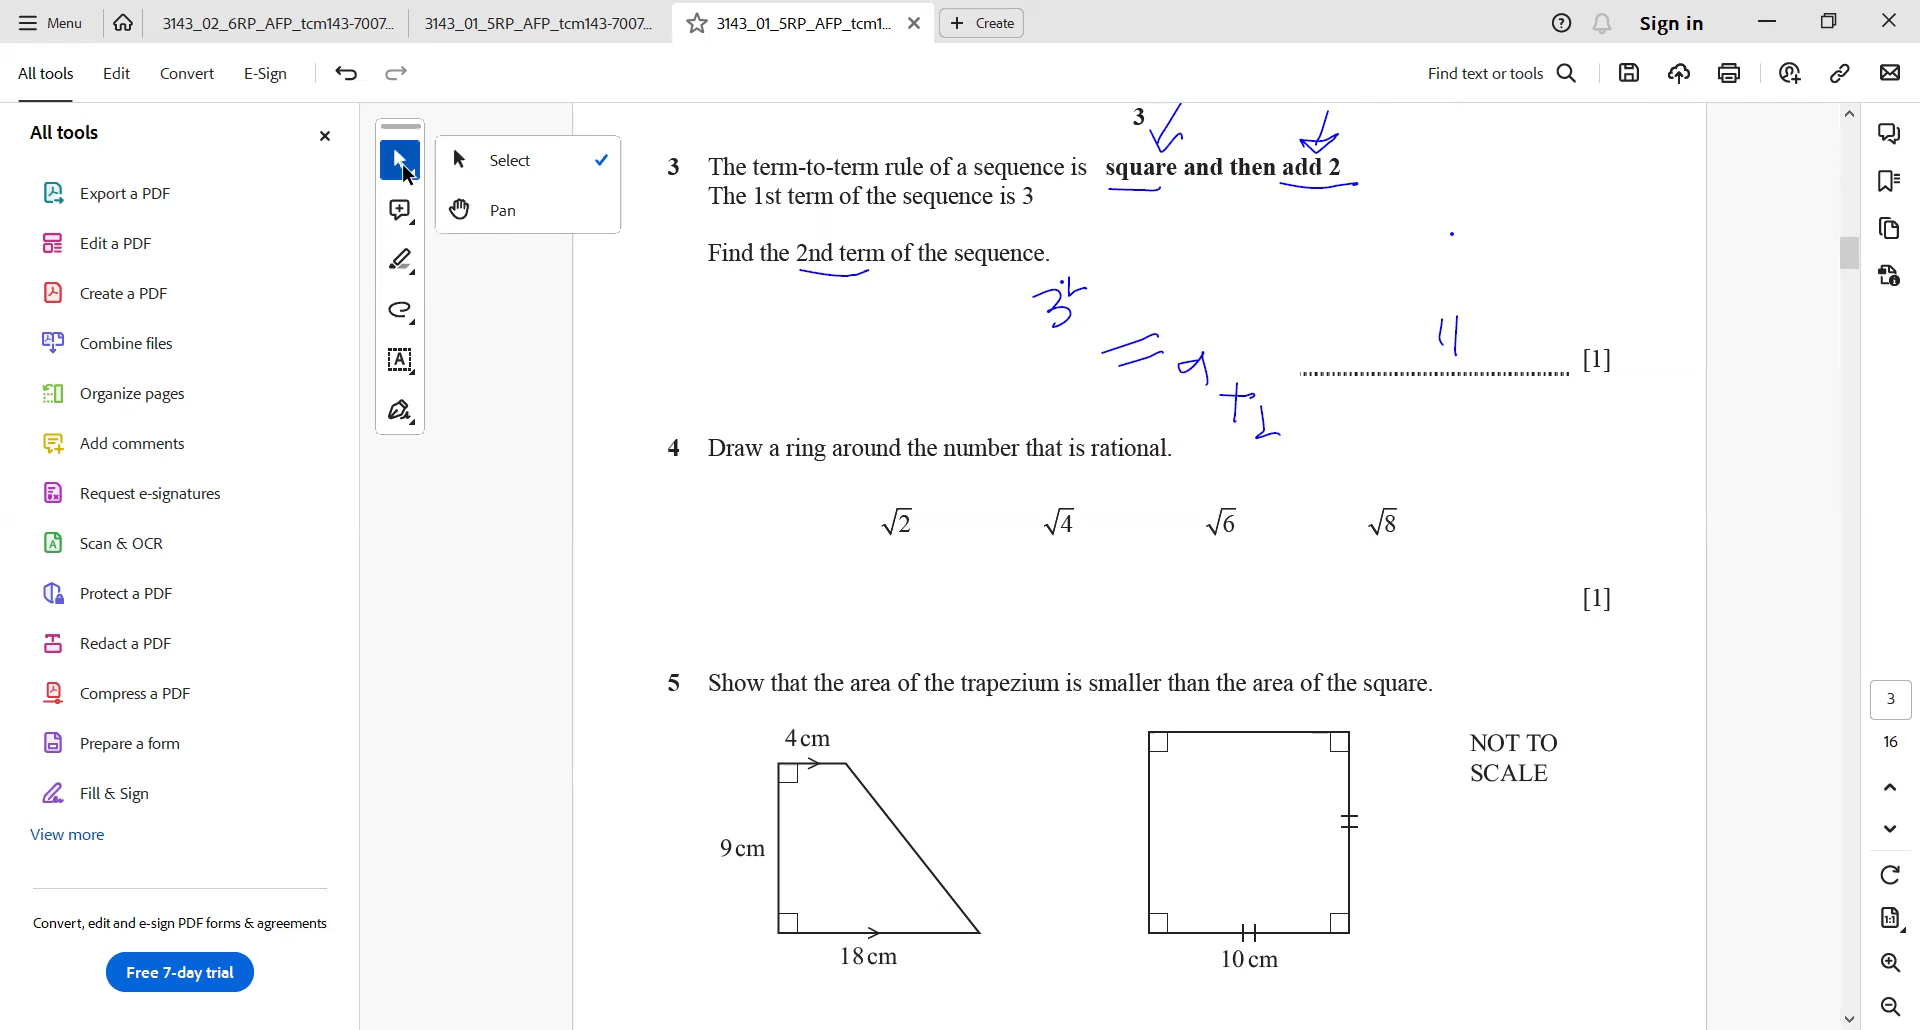 Menu
3143_02_6RP_AFP_tcm143-7007...
3143_01_5RP_AFP_tcm143-7007...
3143_01_5RP_AFP_tcm1...
Create
Sign in
All tools
Edit
Convert
E-Sign
Find text or tools
All tools
Export a PDF
Edit a PDF
Create a PDF
Combine files
Organize pages
Add comments
Request e-signatures
Scan & OCR
Protect a PDF
Redact a PDF
Compress a PDF
Prepare a form
Fill & Sign
View more
Convert, edit and e-sign PDF forms & agreements
Free 7-day trial
Select
Pan
3
3 The term-to-term rule of a sequence is square and then add 2
The 1st term of the sequence is 3
Find the 2nd term of the sequence.
3²
= 9
+ 2
11
[1]
4 Draw a ring around the number that is rational.
√2 √4 √6 √8
[1]
5 Show that the area of the trapezium is smaller than the area of the square.
4 cm
9 cm
18 cm
10 cm
NOT TO
SCALE
3
16